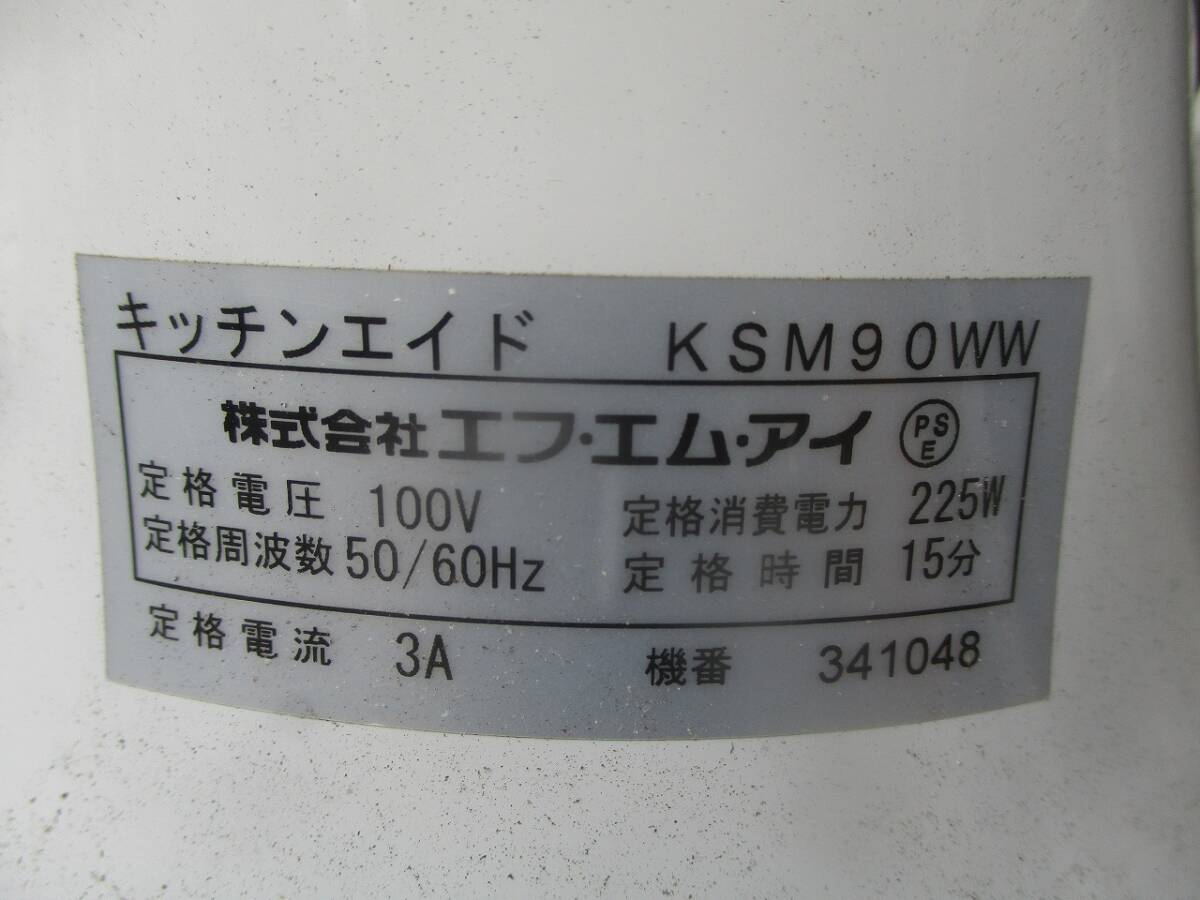 キッチンエイド KSM90WW
株式会社エフ・エム・アイ PSE
定格電圧 100V 定格消費電力 225W
定格周波数 50/60Hz 定格時間 15分
定格電流 3A 機番 341048